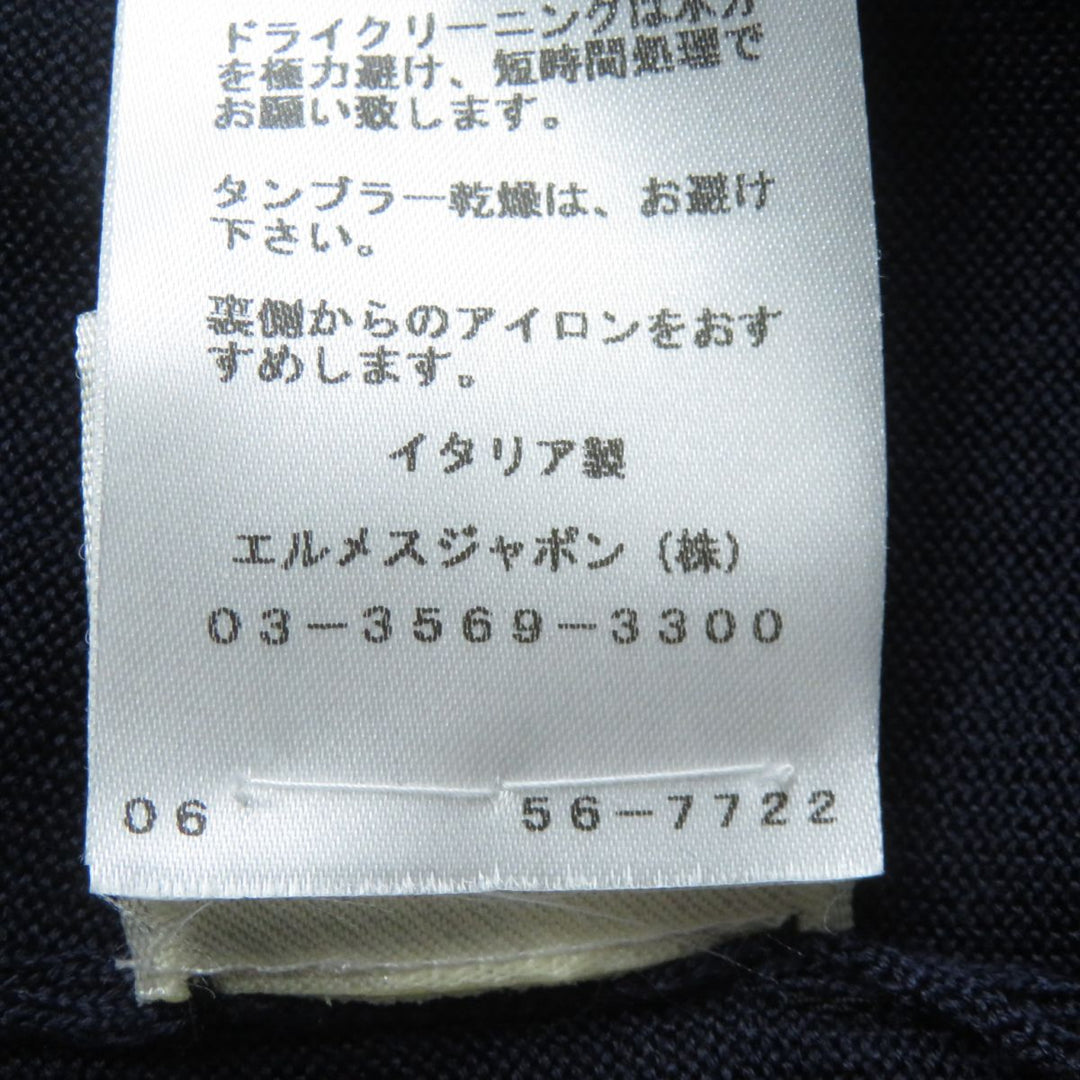 ドライクリーニングは水分
を極力避け、短時間処理で
お願い致します。
タンブラー乾燥は、お避け
下さい。
裏側からのアイロンをおす
すめします。
イタリア製
エルメスジャポン（株）
03-3569-3300
06 56-7722